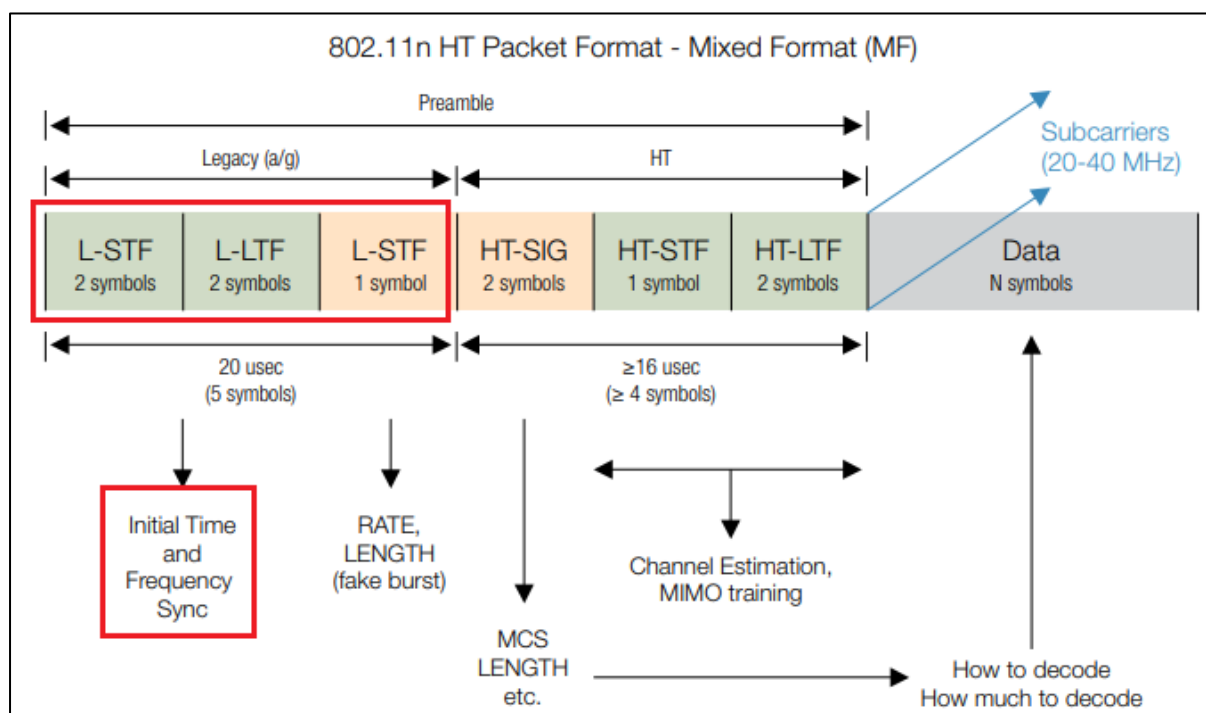 802.11n HT Packet Format - Mixed Format (MF)
Preamble
Subcarriers
(20-40 MHz)
Legacy (a/g)
HT
L-STF
2 symbols
L-LTF
2 symbols
L-STF
1 symbol
HT-SIG
2 symbols
HT-STF
1 symbol
HT-LTF
2 symbols
Data
N symbols
20 usec
(5 symbols)
≥16 usec
(≥ 4 symbols)
Initial Time
and
Frequency
Sync
RATE,
LENGTH
(fake burst)
Channel Estimation,
MIMO training
MCS
LENGTH
etc.
How to decode
How much to decode